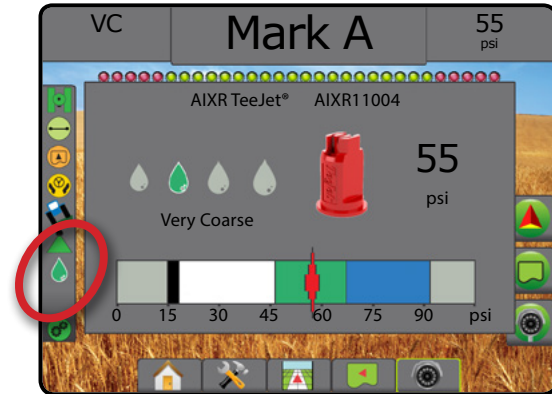 VC
Mark A
55
psi
AIXR TeeJet® AIXR11004
55
psi
Very Coarse
0 15 30 45 60 75 90 psi